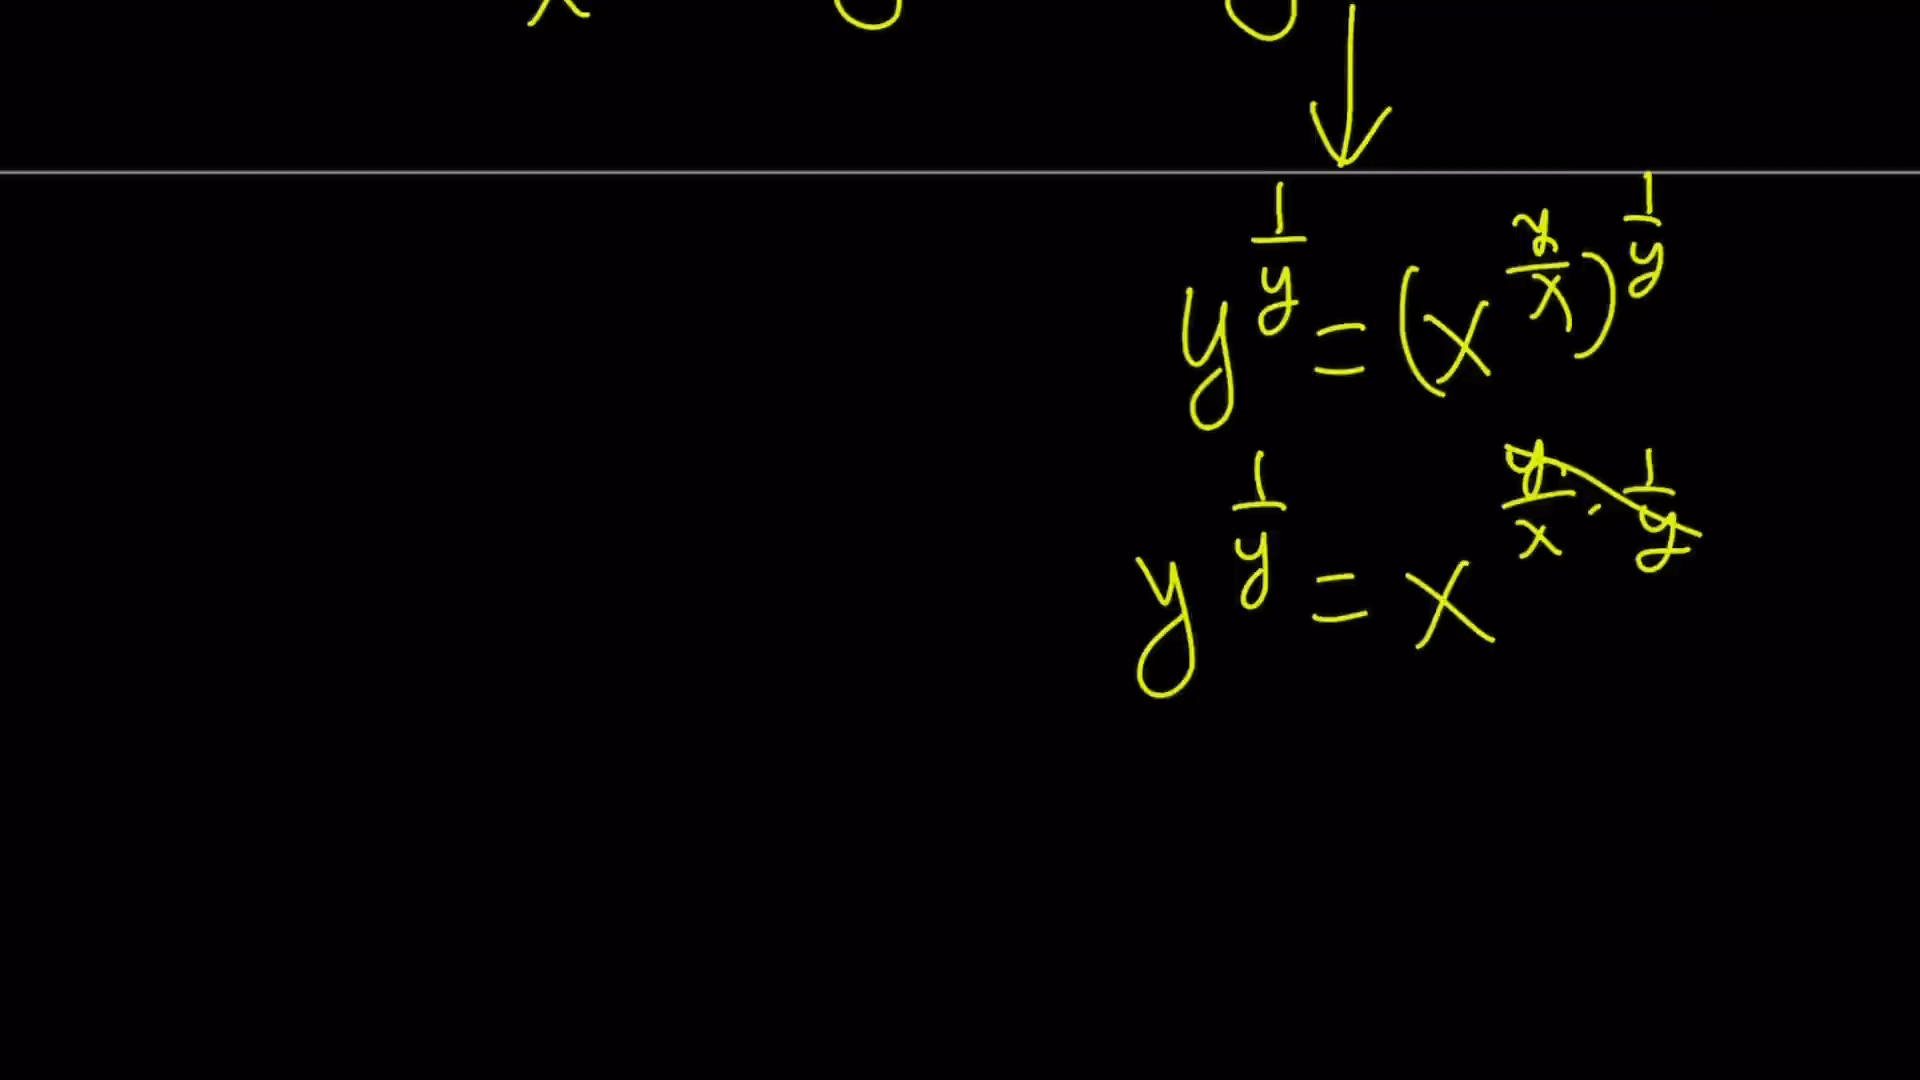 y^(1/y) = (x^(y/x))^(1/y)
y^(1/y) = x^(y/x · 1/y)